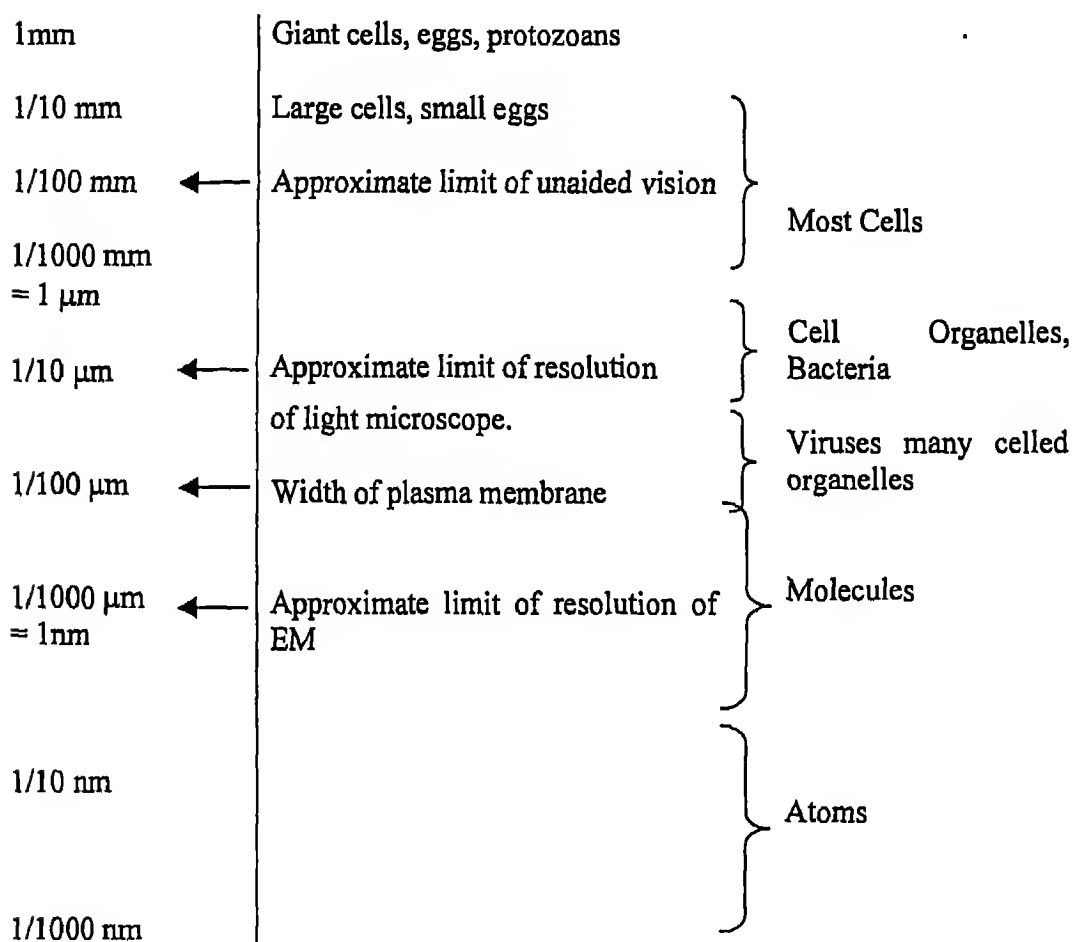 1mm Giant cells, eggs, protozoans
1/10 mm Large cells, small eggs
1/100 mm Approximate limit of unaided vision
Most Cells
1/1000 mm
= 1 μm
Cell Organelles,
Bacteria
1/10 μm Approximate limit of resolution
of light microscope.
Viruses many celled
organelles
1/100 μm Width of plasma membrane
Molecules
1/1000 μm Approximate limit of resolution of
= 1nm EM
1/10 nm
Atoms
1/1000 nm